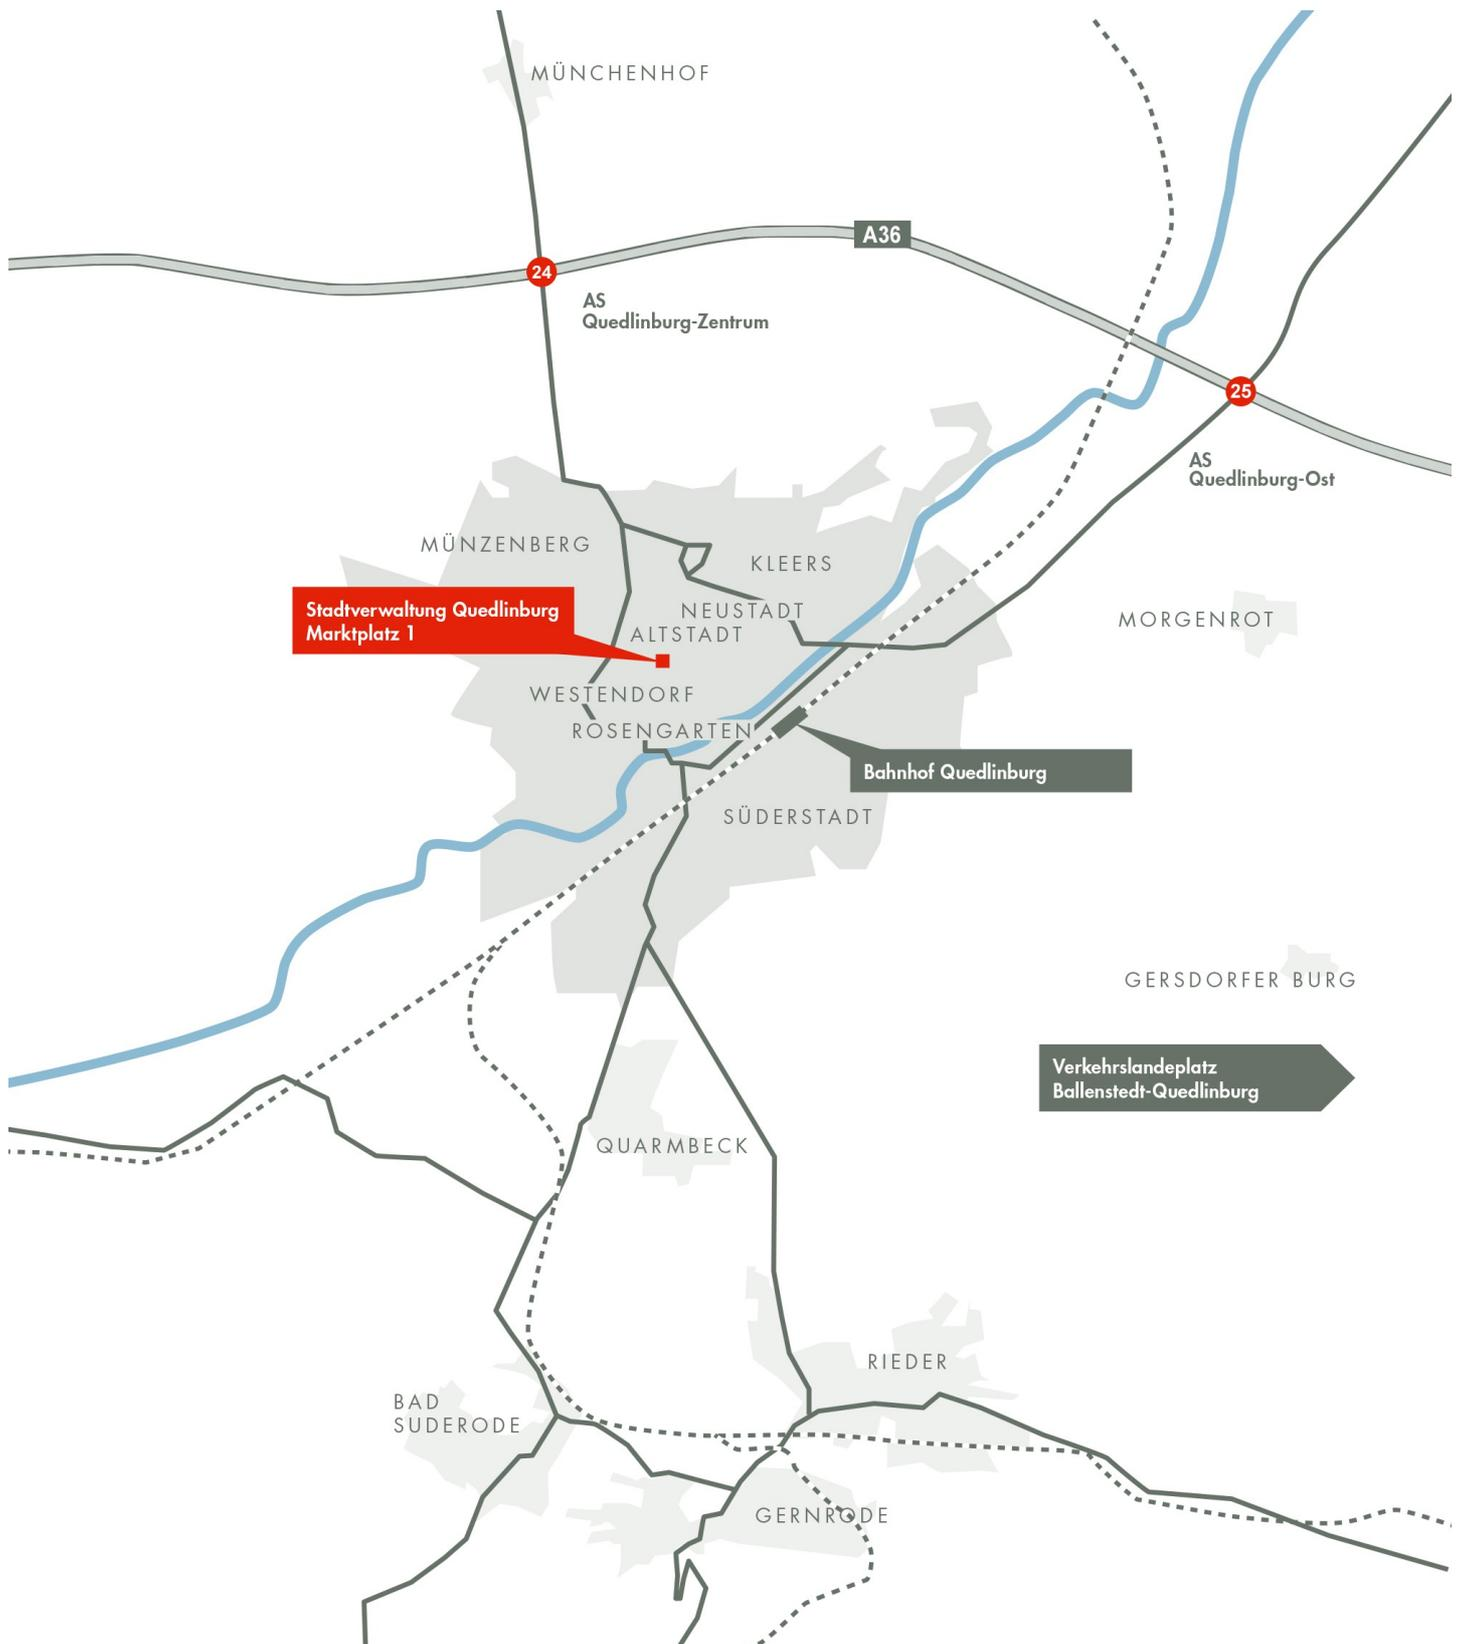 MÜNCHENHOF
A36
24
AS
Quedlinburg-Zentrum
25
AS
Quedlinburg-Ost
MÜNZENBERG
KLEERS
Stadtverwaltung Quedlinburg
Marktplatz 1
NEUSTADT
ALTSTADT
MORGENROT
WESTENDORF
ROSENGARTEN
Bahnhof Quedlinburg
SÜDERSTADT
GERSDORFER BURG
Verkehrslandeplatz
Ballenstedt-Quedlinburg
QUARMBECK
RIEDER
BAD
SUDERODE
GERNRODE